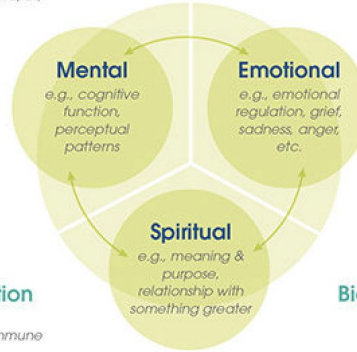 Mental
e.g., cognitive
function,
perceptual
patterns
Emotional
e.g., emotional
regulation, grief,
sadness, anger,
etc.
Spiritual
e.g., meaning &
purpose,
relationship with
something greater